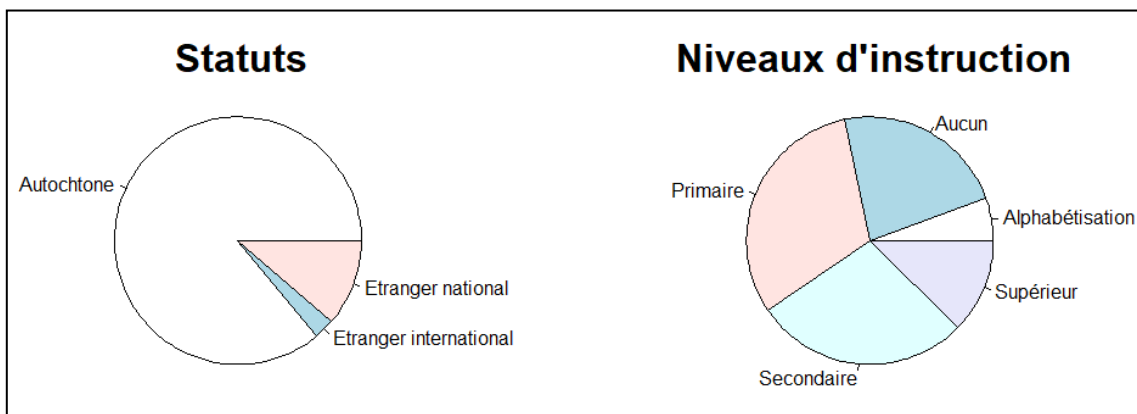 Statuts
Autochtone
Etranger national
Etranger international
Niveaux d'instruction
Aucun
Primaire
Alphabétisation
Supérieur
Secondaire